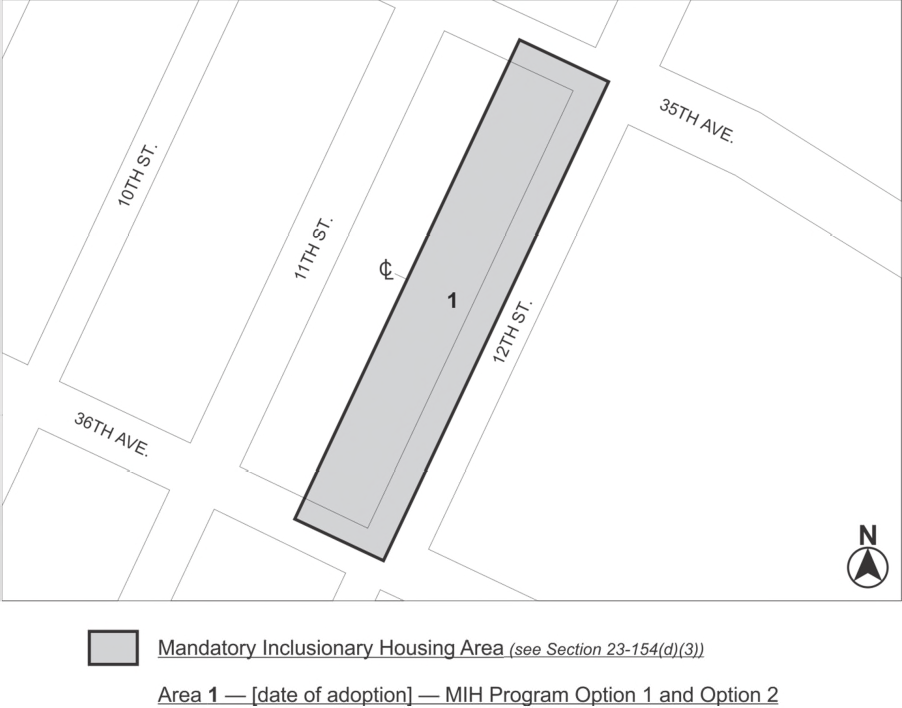 35TH AVE.
10TH ST.
11TH ST.
℄
1
12TH ST.
36TH AVE.
N
Mandatory Inclusionary Housing Area (see Section 23-154(d)(3))
Area 1 — [date of adoption] — MIH Program Option 1 and Option 2